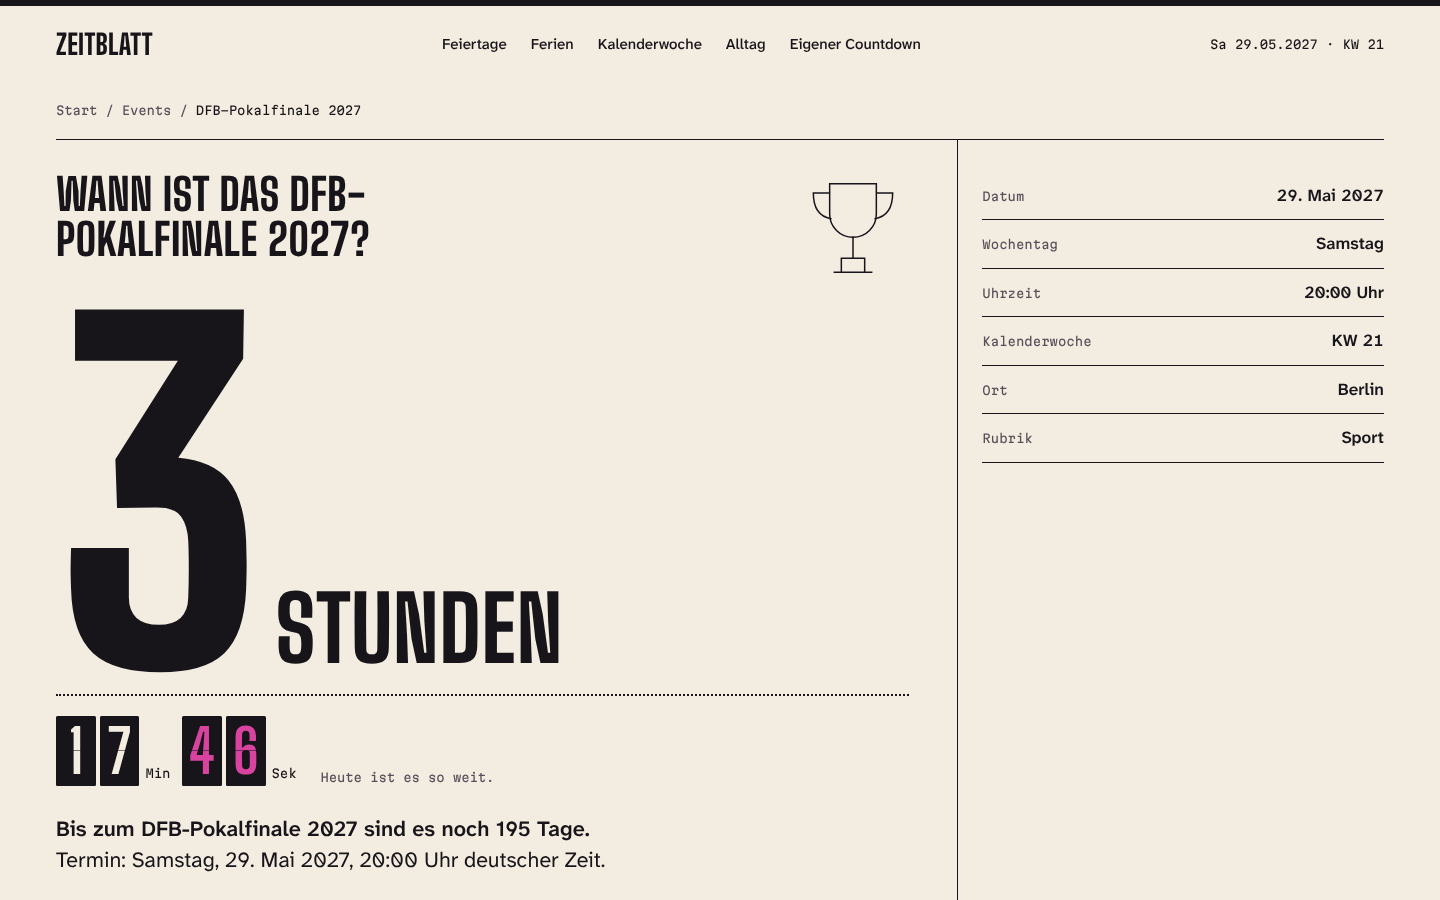 ZEITBLATT
Feiertage Ferien Kalenderwoche Alltag Eigener Countdown
Sa 29.05.2027 · KW 21
Start / Events / DFB-Pokalfinale 2027
WANN IST DAS DFB-
POKALFINALE 2027?
3 STUNDEN
17 Min 46 Sek Heute ist es so weit.
Bis zum DFB-Pokalfinale 2027 sind es noch 195 Tage.
Termin: Samstag, 29. Mai 2027, 20:00 Uhr deutscher Zeit.
Datum 29. Mai 2027
Wochentag Samstag
Uhrzeit 20:00 Uhr
Kalenderwoche KW 21
Ort Berlin
Rubrik Sport